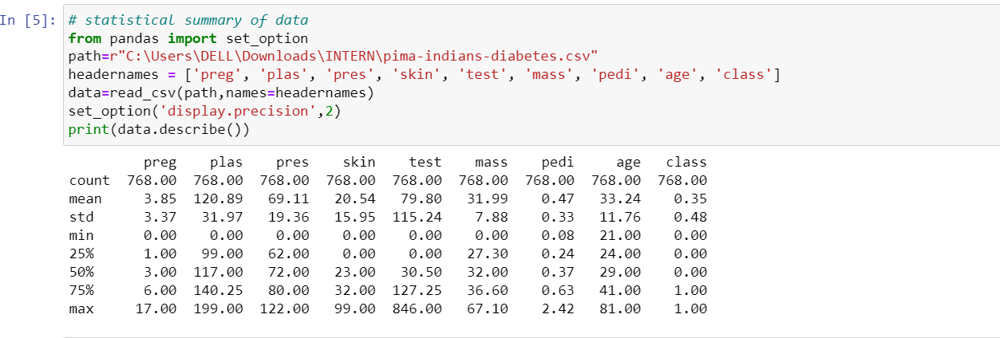 In [5]: # statistical summary of data
from pandas import set_option
path=r"C:\Users\DELL\Downloads\INTERN\pima-indians-diabetes.csv"
headernames = ['preg', 'plas', 'pres', 'skin', 'test', 'mass', 'pedi', 'age', 'class']
data=read_csv(path,names=headernames)
set_option('display.precision',2)
print(data.describe())
preg plas pres skin test mass pedi age class
count 768.00 768.00 768.00 768.00 768.00 768.00 768.00 768.00 768.00
mean 3.85 120.89 69.11 20.54 79.80 31.99 0.47 33.24 0.35
std 3.37 31.97 19.36 15.95 115.24 7.88 0.33 11.76 0.48
min 0.00 0.00 0.00 0.00 0.00 0.00 0.08 21.00 0.00
25% 1.00 99.00 62.00 0.00 0.00 27.30 0.24 24.00 0.00
50% 3.00 117.00 72.00 23.00 30.50 32.00 0.37 29.00 0.00
75% 6.00 140.25 80.00 32.00 127.25 36.60 0.63 41.00 1.00
max 17.00 199.00 122.00 99.00 846.00 67.10 2.42 81.00 1.00